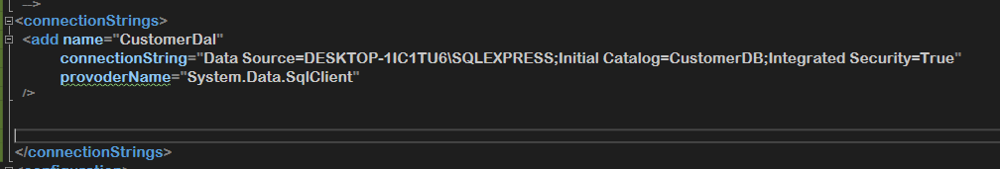 -->
<connectionStrings>
<add name="CustomerDal"
connectionString="Data Source=DESKTOP-1IC1TU6\SQLEXPRESS;Initial Catalog=CustomerDB;Integrated Security=True"
provoderName="System.Data.SqlClient"
/>
</connectionStrings>
<configuration>